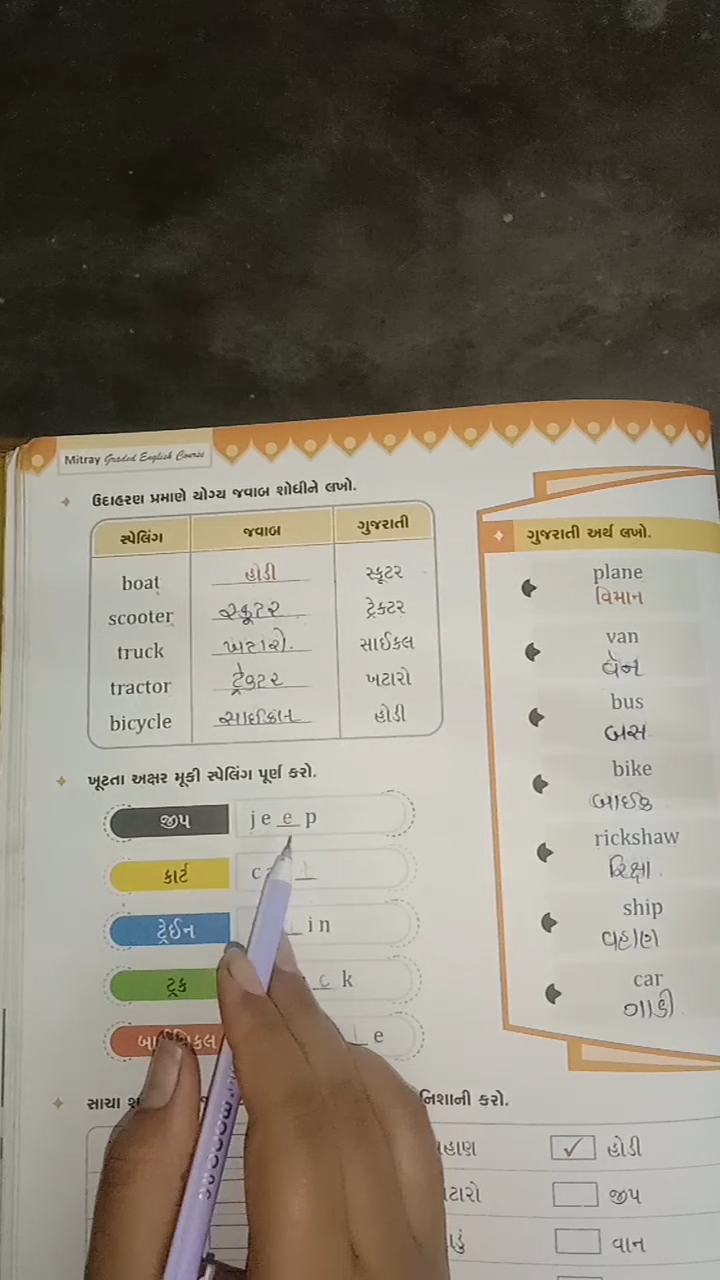 Mitray Graded English Course
ઉદાહરણ પ્રમાણે યોગ્ય જવાબ શોધીને લખો.
સ્પેલિંગ જવાબ ગુજરાતી
boat હોડી સ્કૂટર
scooter સ્કૂટર ટ્રેક્ટર
truck ખટારો. સાઈકલ
tractor ટ્રેક્ટર ખટારો
bicycle સાઈકલ હોડી
ખૂટતા અક્ષર મૂકી સ્પેલિંગ પૂર્ણ કરો.
જીપ j e e p
કાર્ટ c
ટ્રેઈન i n
ટ્રક c k
e
સાચા
નિશાની કરો.
✓ હોડી
જીપ
વાન
ગુજરાતી અર્થ લખો.
plane
વિમાન
van
વેન
bus
બસ
bike
બાઈક
rickshaw
રિક્ષા.
ship
વહાણ
car
ગાડી